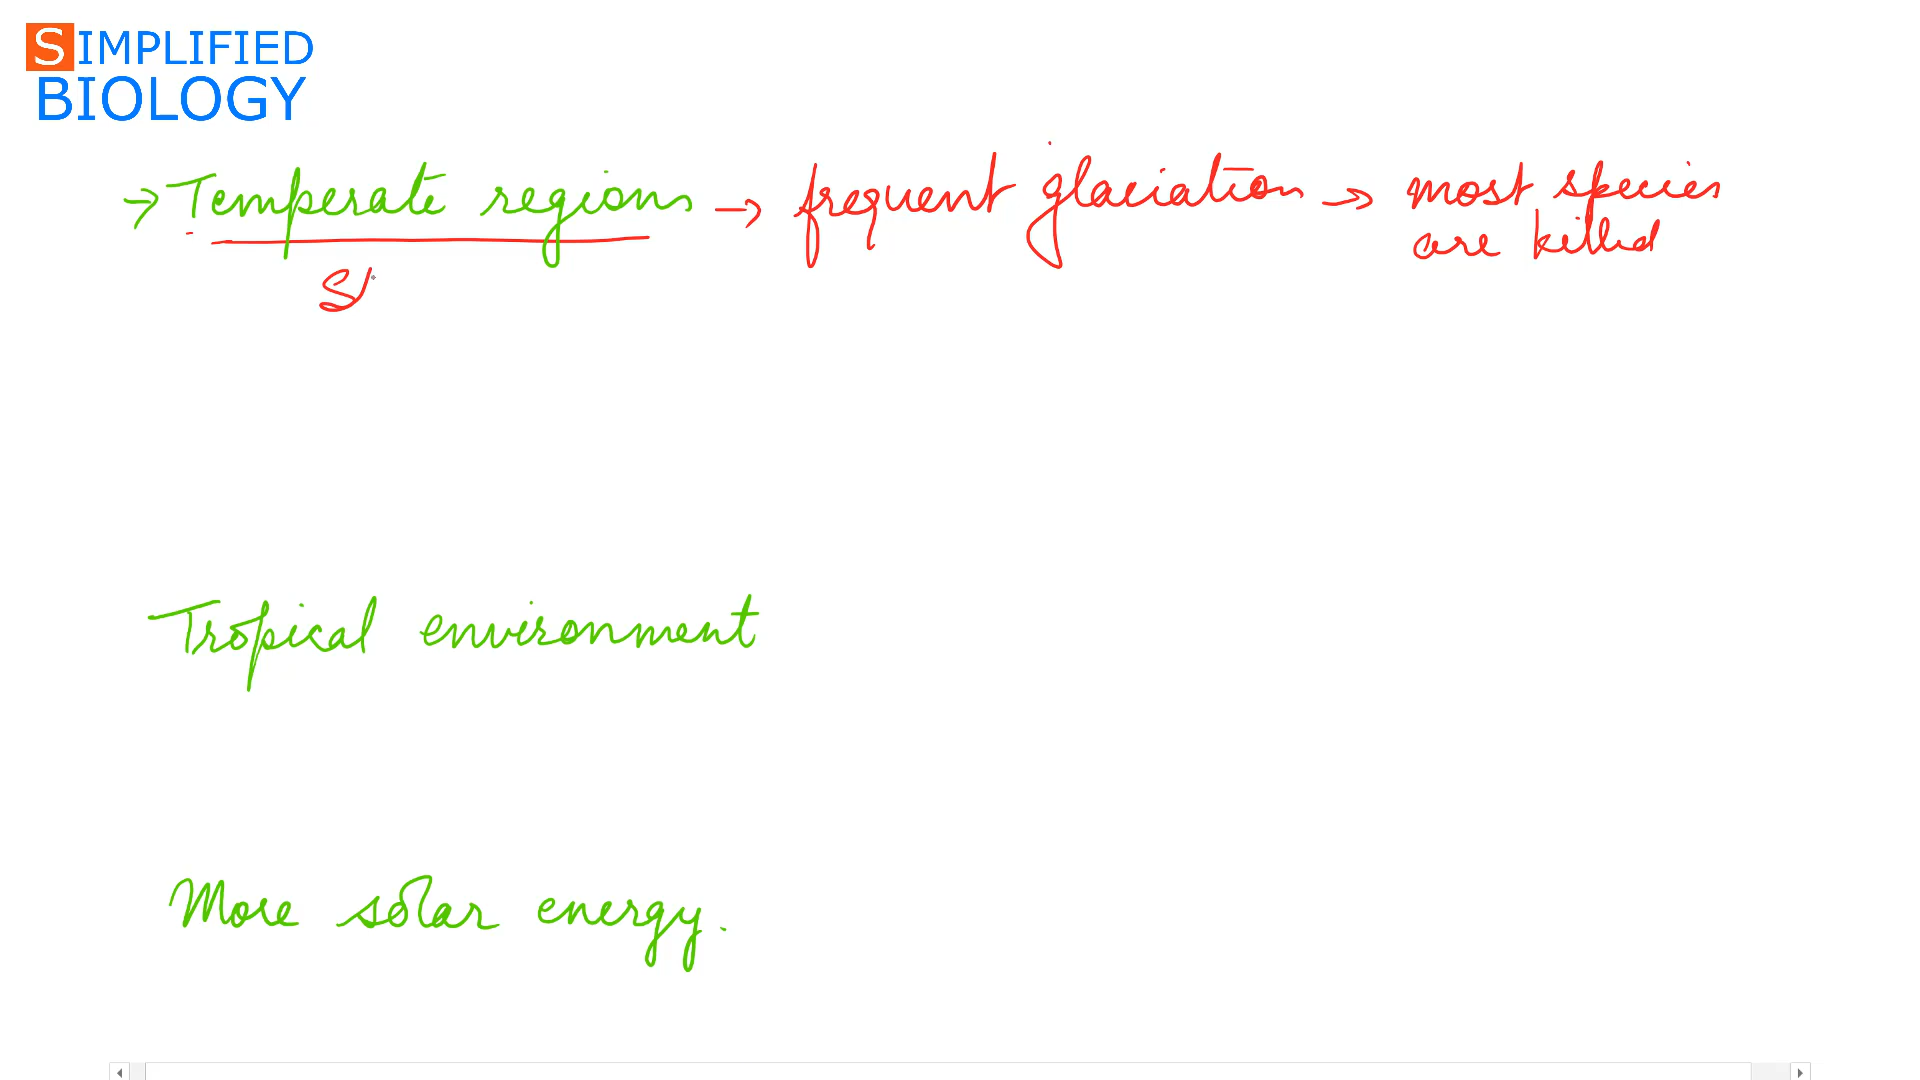 SIMPLIFIED
BIOLOGY
→ Temperate regions → frequent glaciation → most species
are killed
Tropical environment
More solar energy.